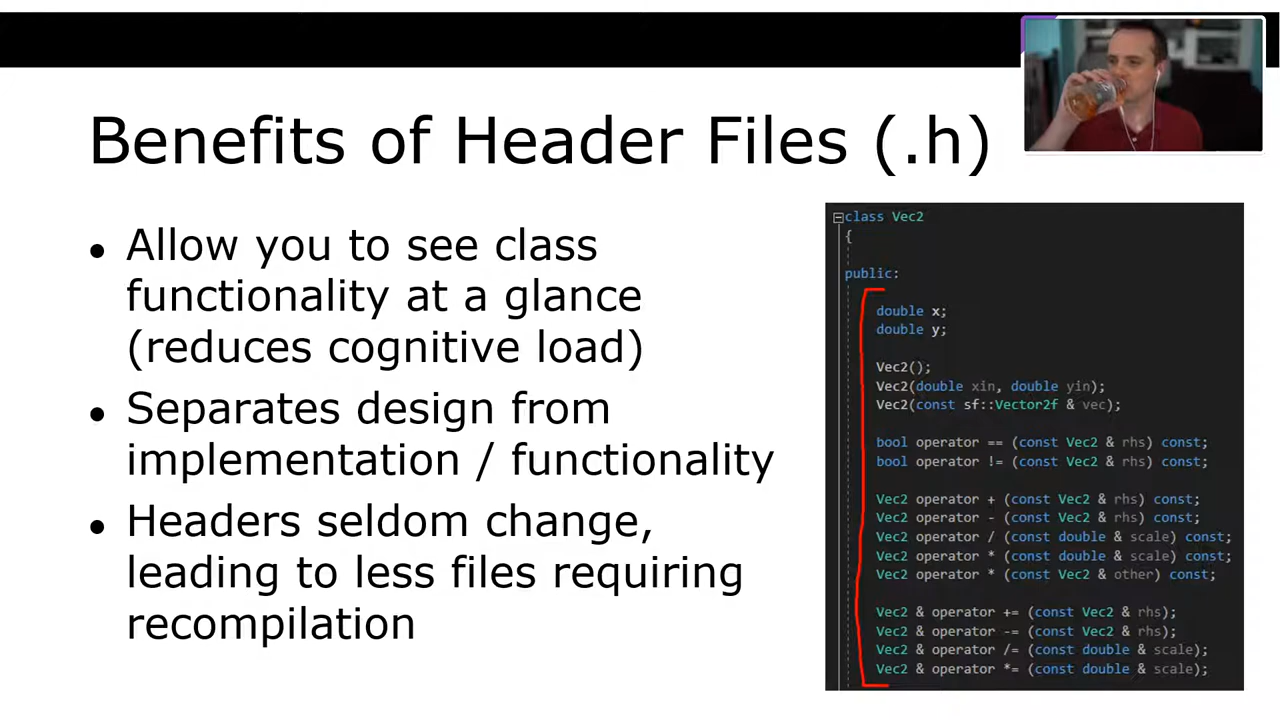 Benefits of Header Files (.h)
• Allow you to see class
functionality at a glance
(reduces cognitive load)
• Separates design from
implementation / functionality
• Headers seldom change,
leading to less files requiring
recompilation
class Vec2
{
public:
double x;
double y;
Vec2();
Vec2(double xin, double yin);
Vec2(const sf::Vector2f & vec);
bool operator == (const Vec2 & rhs) const;
bool operator != (const Vec2 & rhs) const;
Vec2 operator + (const Vec2 & rhs) const;
Vec2 operator - (const Vec2 & rhs) const;
Vec2 operator / (const double & scale) const;
Vec2 operator * (const double & scale) const;
Vec2 operator * (const Vec2 & other) const;
Vec2 & operator += (const Vec2 & rhs);
Vec2 & operator -= (const Vec2 & rhs);
Vec2 & operator /= (const double & scale);
Vec2 & operator *= (const double & scale);